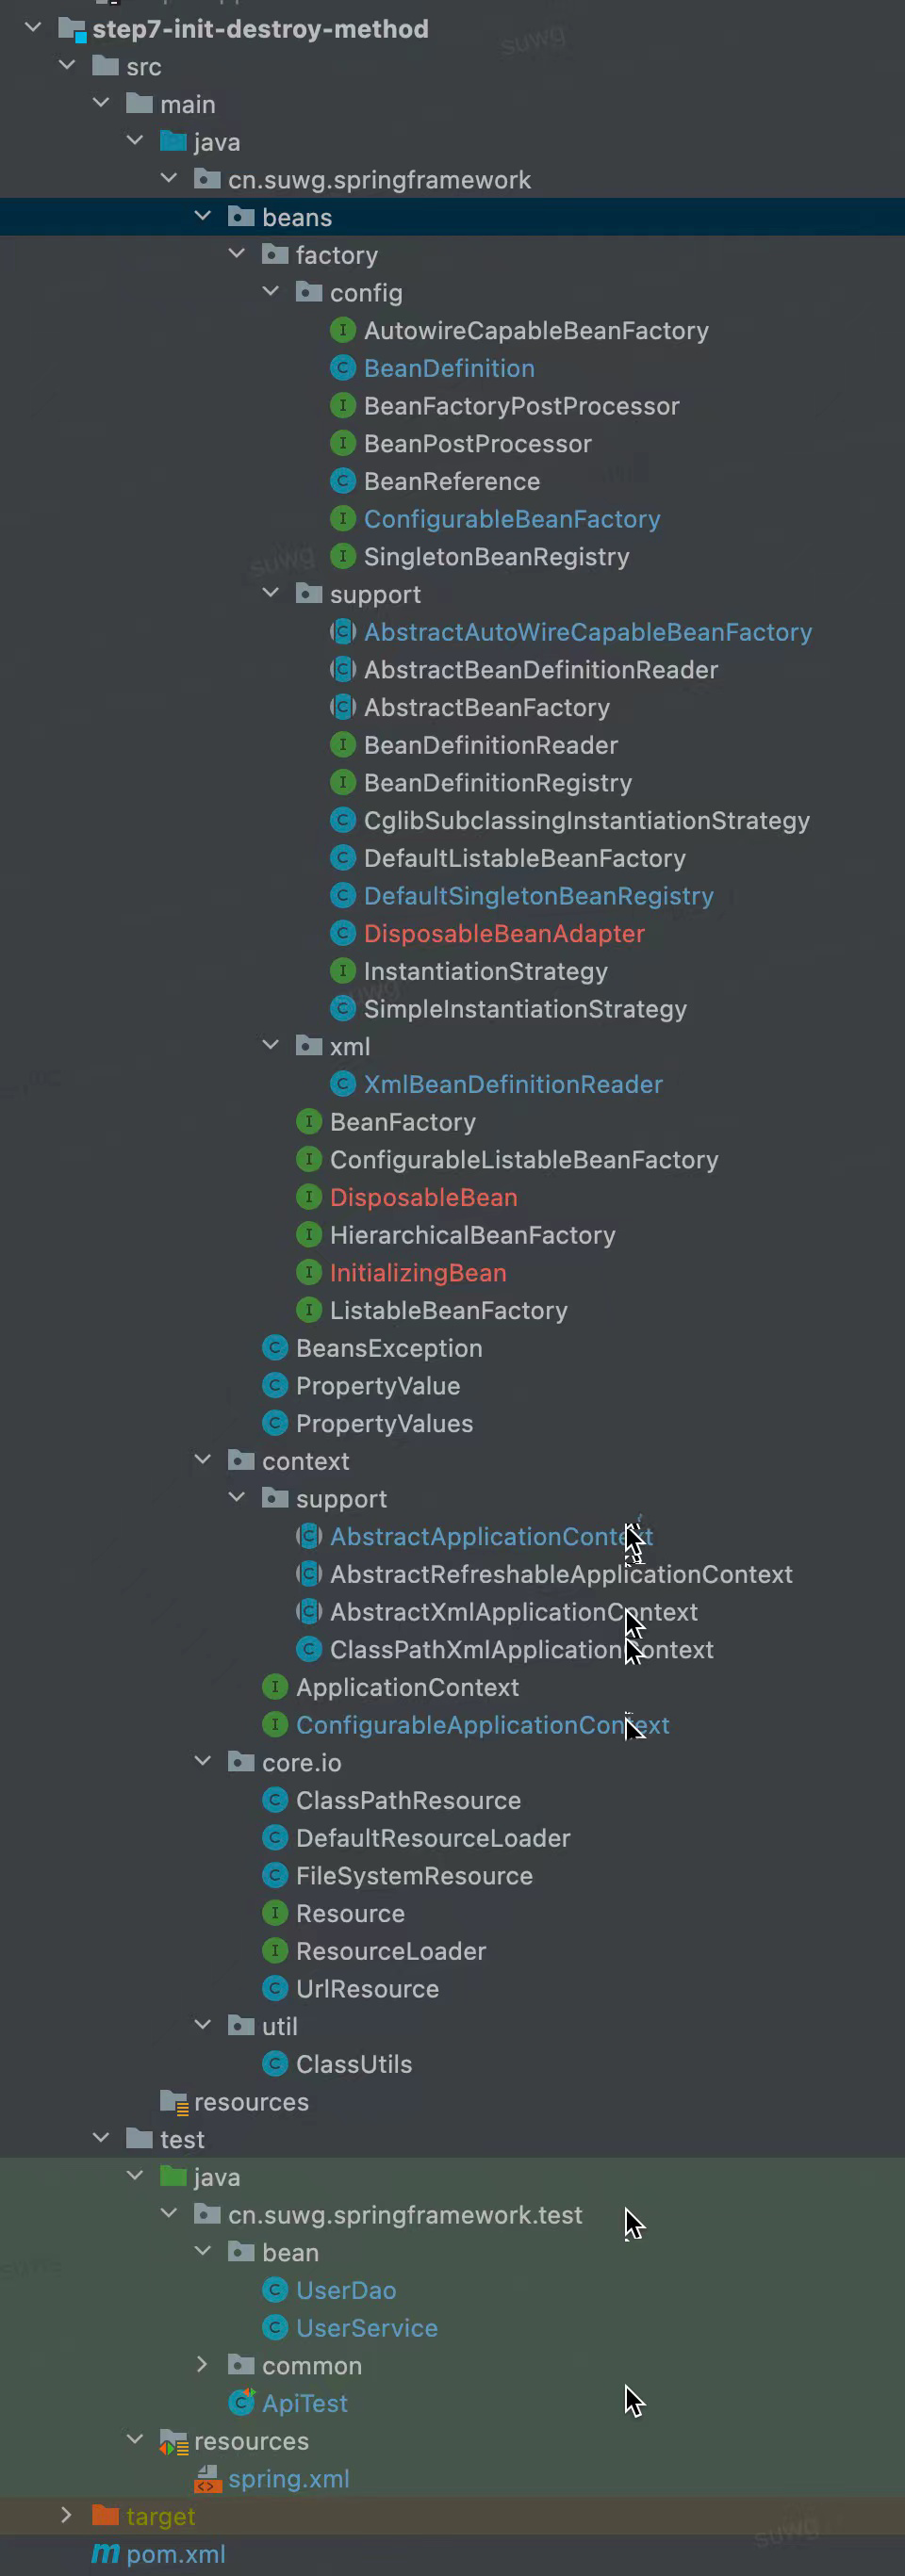 step7-init-destroy-method
suwg
src
main
java
cn.suwg.springframework
beans
factory
config
AutowireCapableBeanFactory
BeanDefinition
BeanFactoryPostProcessor
BeanPostProcessor
BeanReference
ConfigurableBeanFactory
SingletonBeanRegistry
suwg
support
AbstractAutoWireCapableBeanFactory
AbstractBeanDefinitionReader
AbstractBeanFactory
BeanDefinitionReader
BeanDefinitionRegistry
CglibSubclassingInstantiationStrategy
DefaultListableBeanFactory
DefaultSingletonBeanRegistry
DisposableBeanAdapter
InstantiationStrategy
suwg
SimpleInstantiationStrategy
xml
XmlBeanDefinitionReader
BeanFactory
ConfigurableListableBeanFactory
DisposableBean
HierarchicalBeanFactory
InitializingBean
ListableBeanFactory
BeansException
PropertyValue
PropertyValues
context
support
AbstractApplicationContext
AbstractRefreshableApplicationContext
AbstractXmlApplicationContext
ClassPathXmlApplicationContext
ApplicationContext
ConfigurableApplicationContext
core.io
ClassPathResource
DefaultResourceLoader
FileSystemResource
Resource
ResourceLoader
UrlResource
util
ClassUtils
resources
test
java
cn.suwg.springframework.test
bean
UserDao
UserService
common
ApiTest
resources
spring.xml
target
suwg
pom.xml